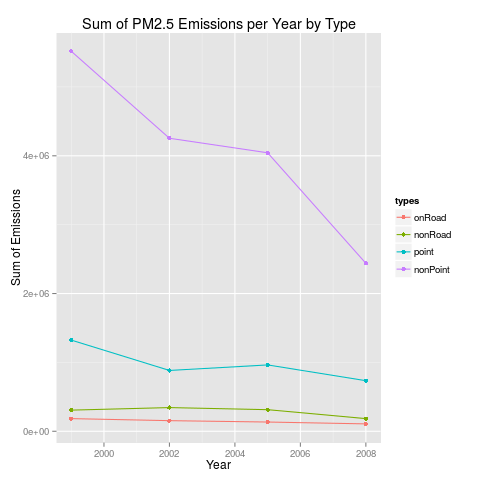 Sum of PM2.5 Emissions per Year by Type
Sum of Emissions
4e+06
2e+06
0e+00
2000
2002
2004
2006
2008
Year
types
onRoad
nonRoad
point
nonPoint